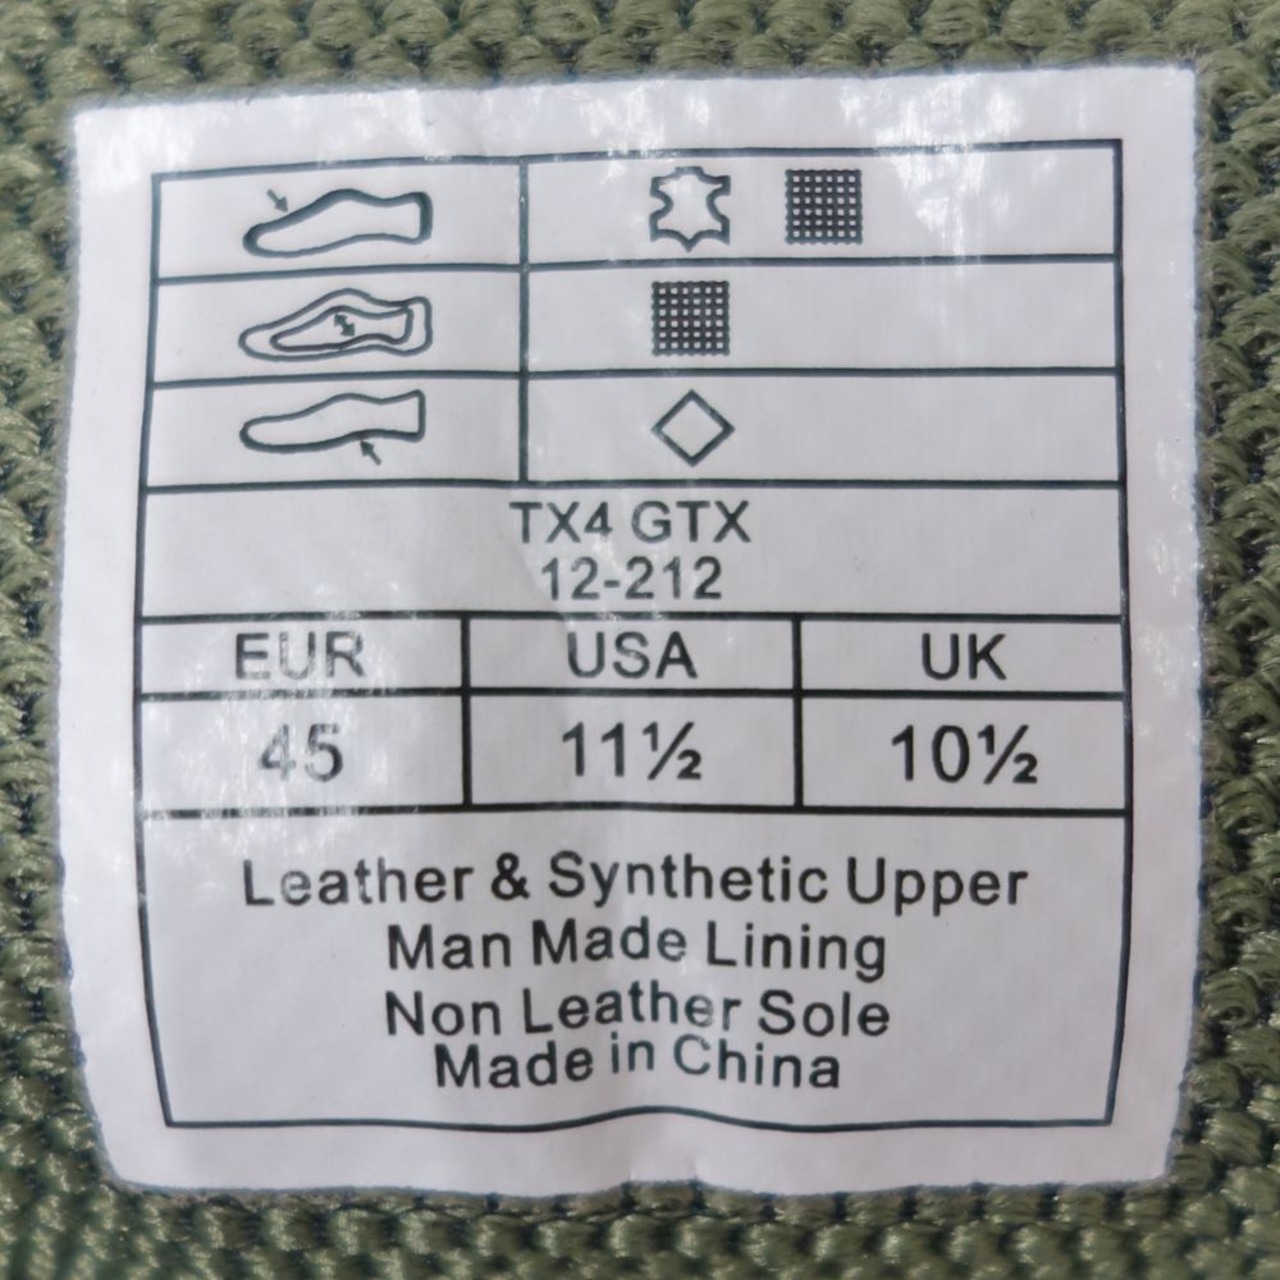 TX4 GTX
12-212
EUR USA UK
45 11½ 10½
Leather & Synthetic Upper
Man Made Lining
Non Leather Sole
Made in China